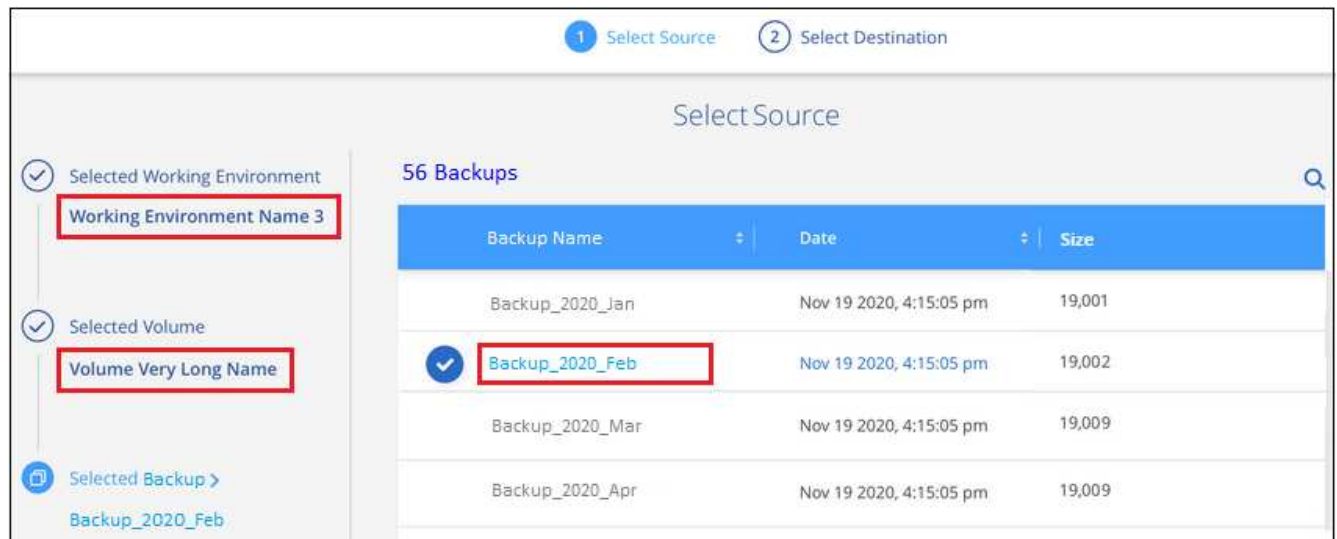 1 Select Source 2 Select Destination
Select Source
Selected Working Environment
Working Environment Name 3
Selected Volume
Volume Very Long Name
Selected Backup >
Backup_2020_Feb
56 Backups
Backup Name Date Size
Backup_2020_Jan Nov 19 2020, 4:15:05 pm 19,001
Backup_2020_Feb Nov 19 2020, 4:15:05 pm 19,002
Backup_2020_Mar Nov 19 2020, 4:15:05 pm 19,009
Backup_2020_Apr Nov 19 2020, 4:15:05 pm 19,009